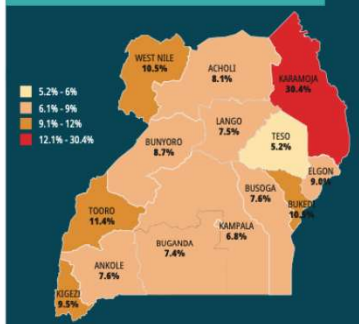 WEST NILE
10.5%
ACHOLI
8.1%
KARAMOJA
30.4%
5.2% - 6%
6.1% - 9%
9.1% - 12%
12.1% - 30.4%
LANGO
7.5%
TESO
5.2%
BUNYORO
8.7%
ELGON
9.0%
BUSOGA
7.6%
BUKEDI
TOORO
11.4%
KAMPALA
6.8%
BUGANDA
7.4%
ANKOLE
7.6%
KIGEZI
9.5%